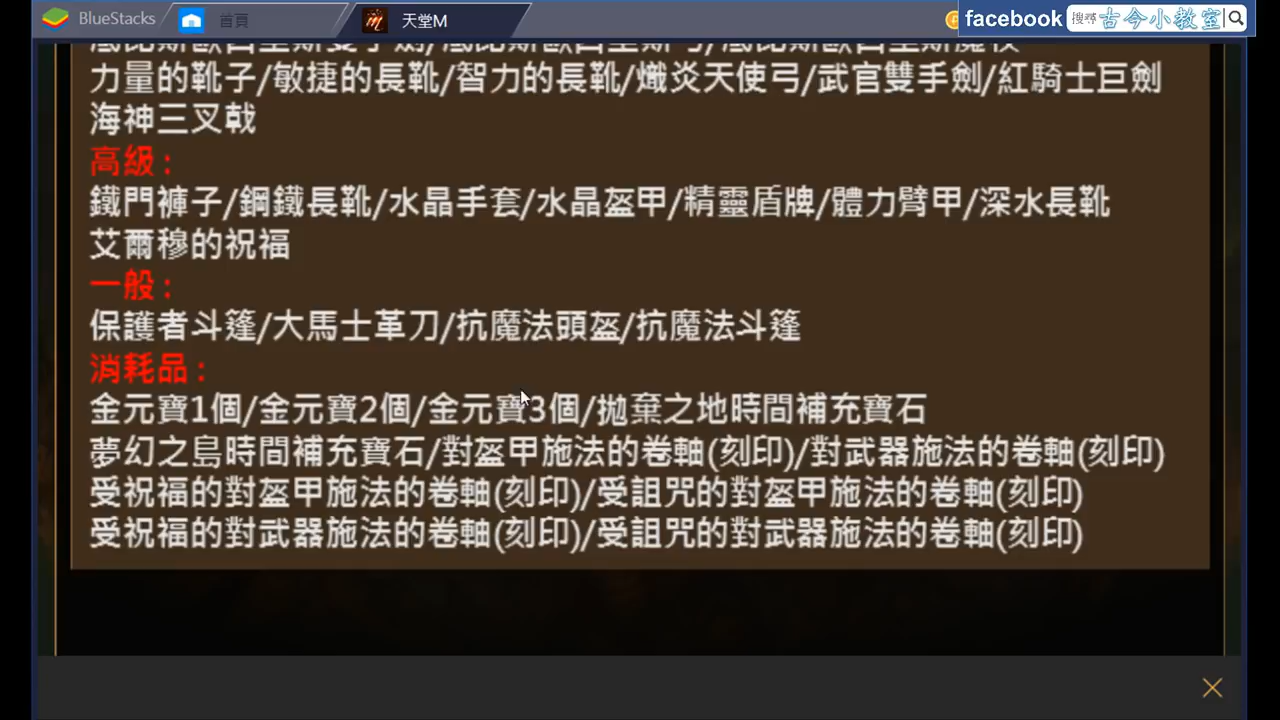 BlueStacks
首頁
天堂M
facebook
搜尋 古今小教室
力量的靴子/敏捷的長靴/智力的長靴/熾炎天使弓/武官雙手劍/紅騎士巨劍
海神三叉戟
高級：
鐵門褲子/鋼鐵長靴/水晶手套/水晶盔甲/精靈盾牌/體力臂甲/深水長靴
艾爾穆的祝福
一般：
保護者斗篷/大馬士革刀/抗魔法頭盔/抗魔法斗篷
消耗品：
金元寶1個/金元寶2個/金元寶3個/拋棄之地時間補充寶石
夢幻之島時間補充寶石/對盔甲施法的卷軸(刻印)/對武器施法的卷軸(刻印)
受祝福的對盔甲施法的卷軸(刻印)/受詛咒的對盔甲施法的卷軸(刻印)
受祝福的對武器施法的卷軸(刻印)/受詛咒的對武器施法的卷軸(刻印)